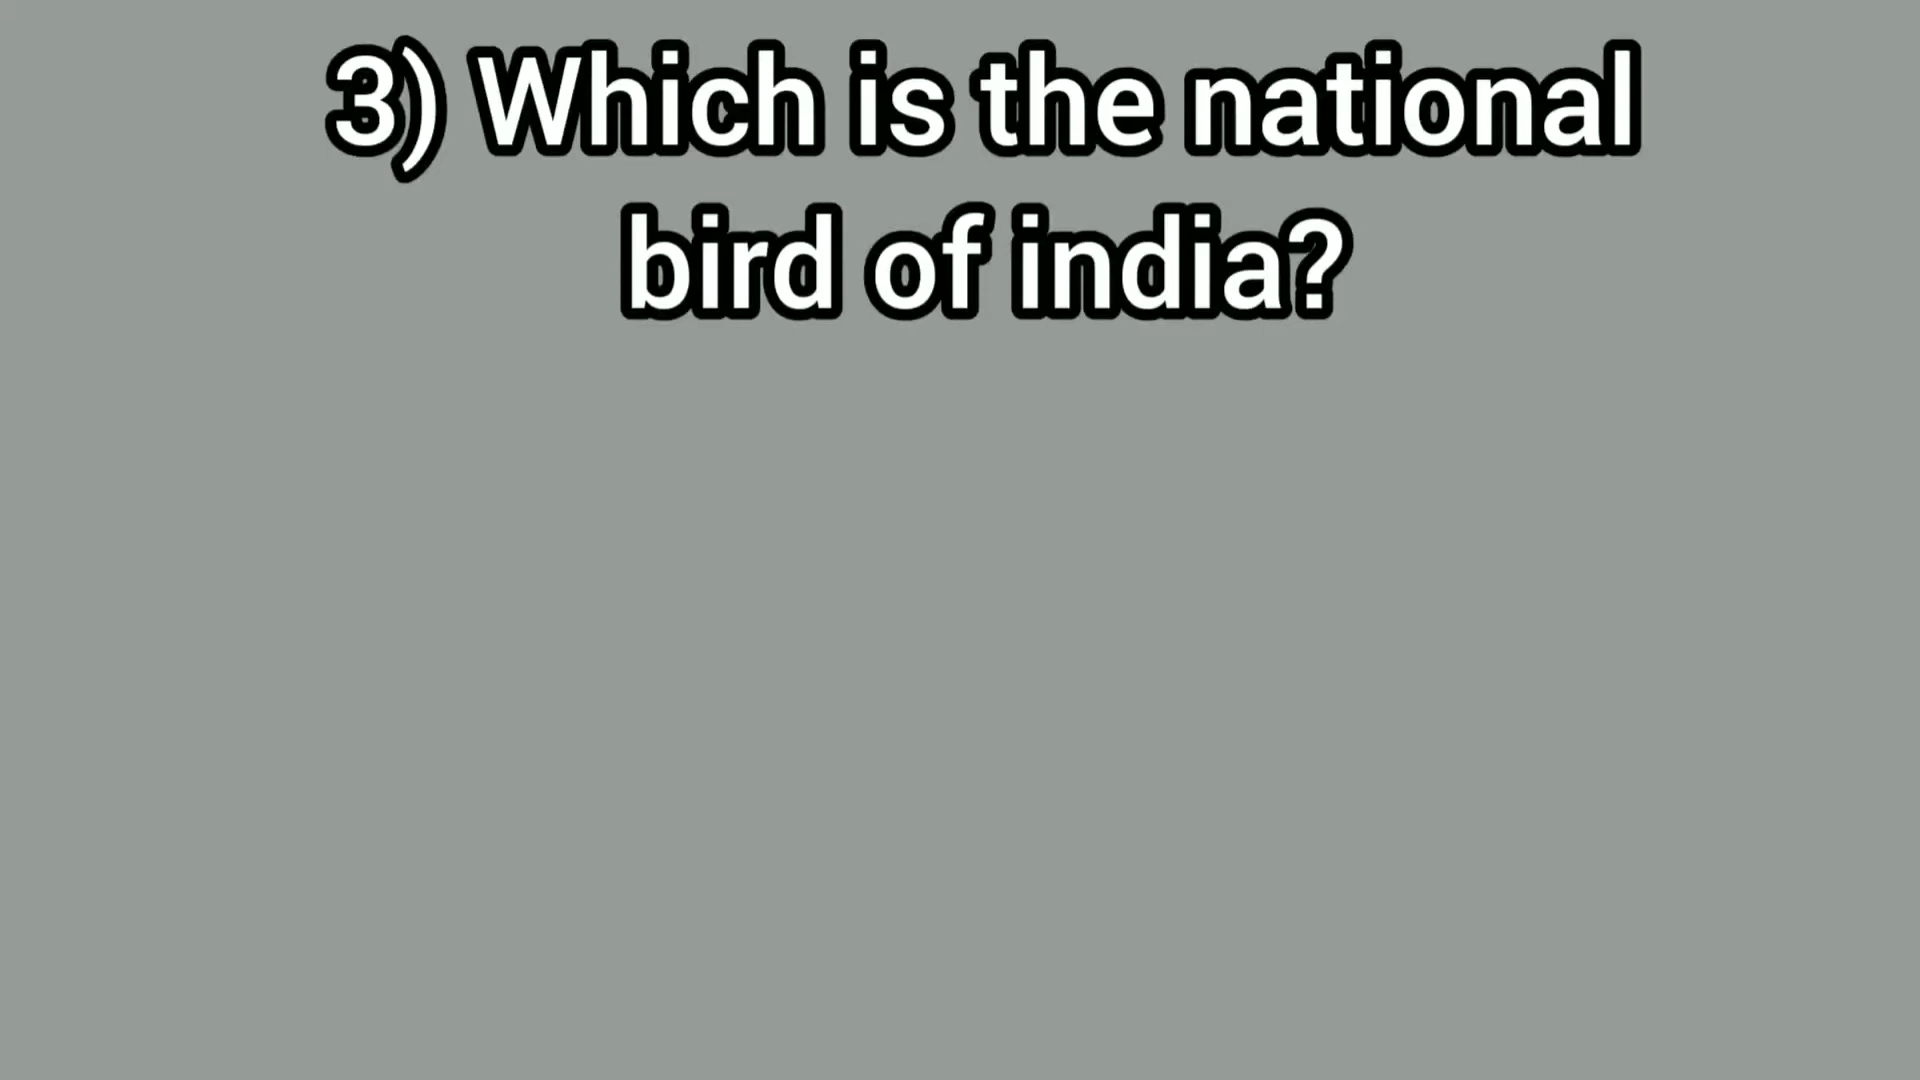 3) Which is the national
bird of india?